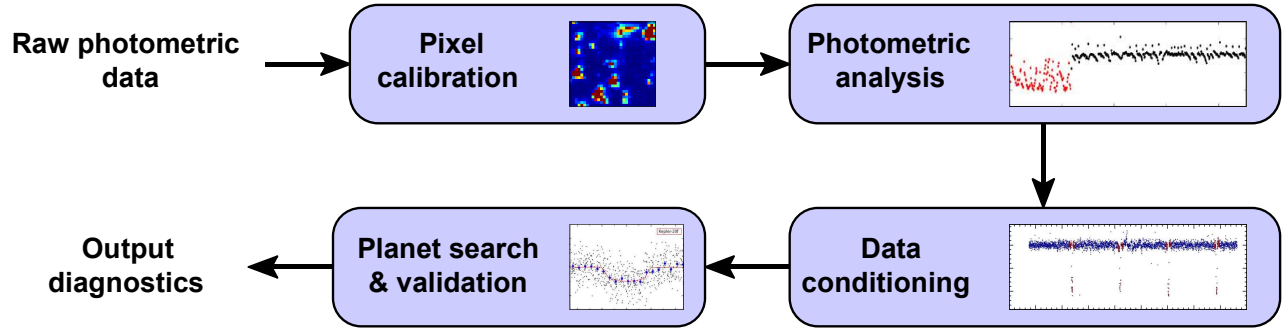 Raw photometric
data
Pixel
calibration
Photometric
analysis
Data
conditioning
Planet search
& validation
Output
diagnostics